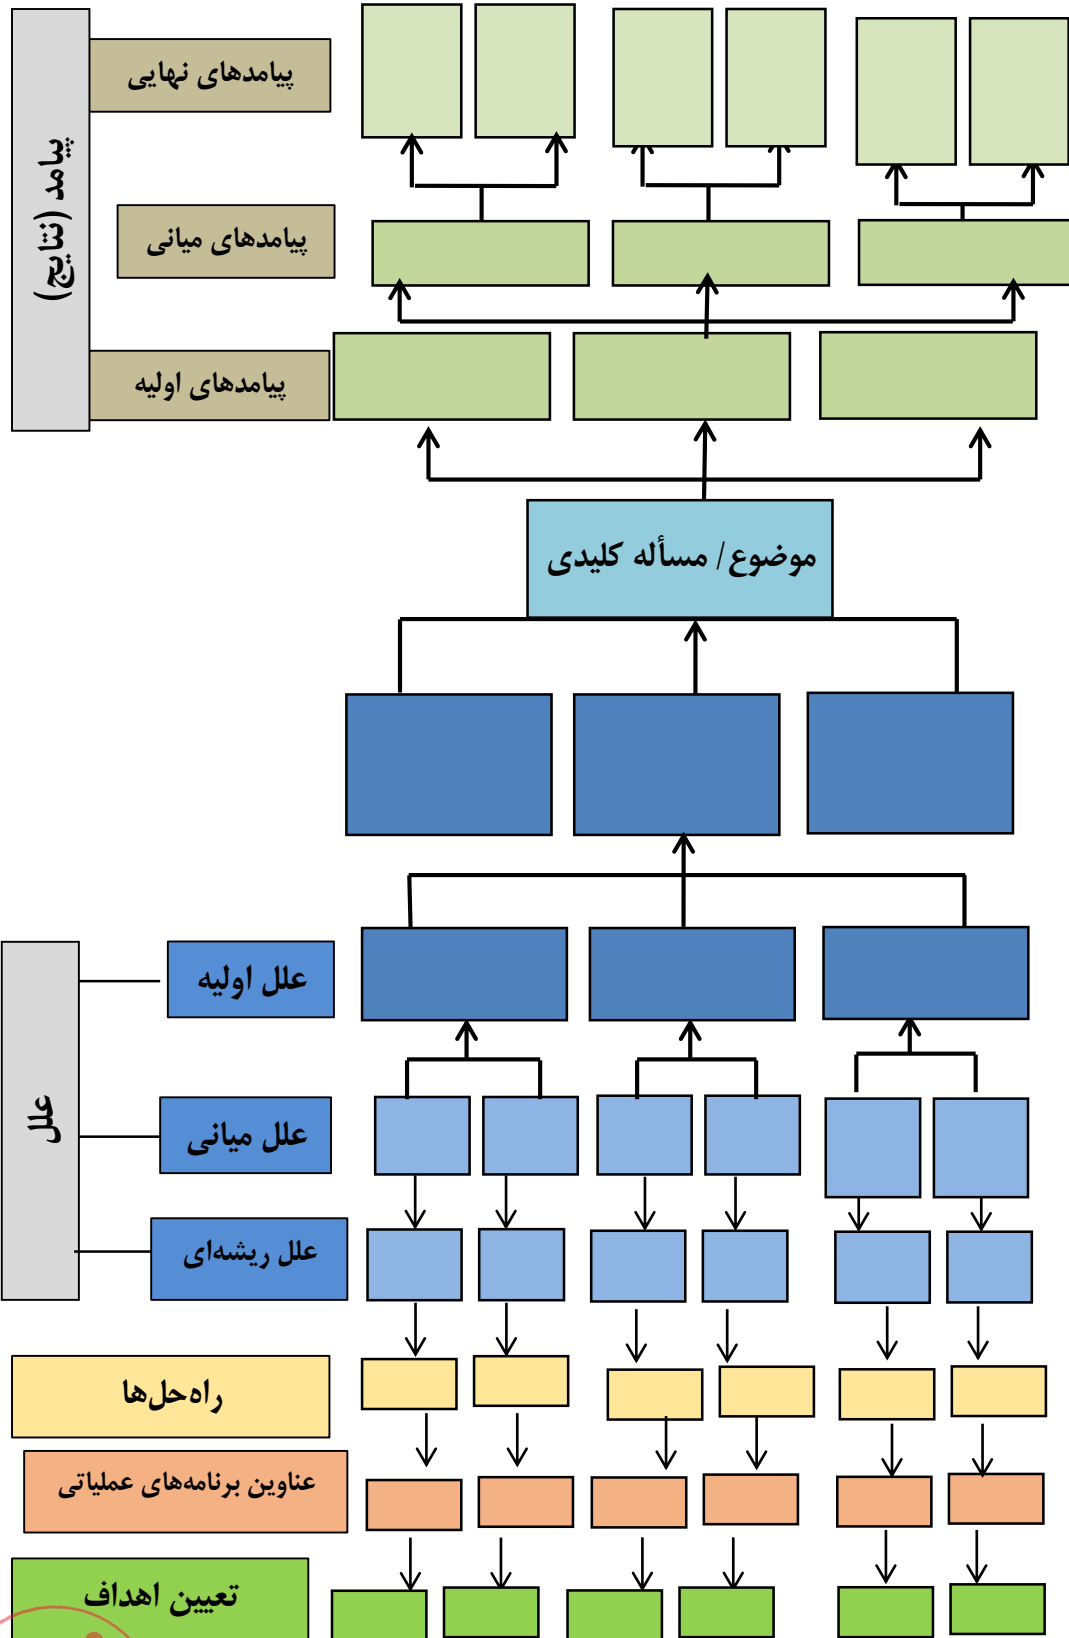 پیامد (نتایج)
پیامدهای نهایی
پیامدهای میانی
پیامدهای اولیه
موضوع/ مسأله کلیدی
علل
علل اولیه
علل میانی
علل ریشه‌ای
راه‌حل‌ها
عناوین برنامه‌های عملیاتی
تعیین اهداف